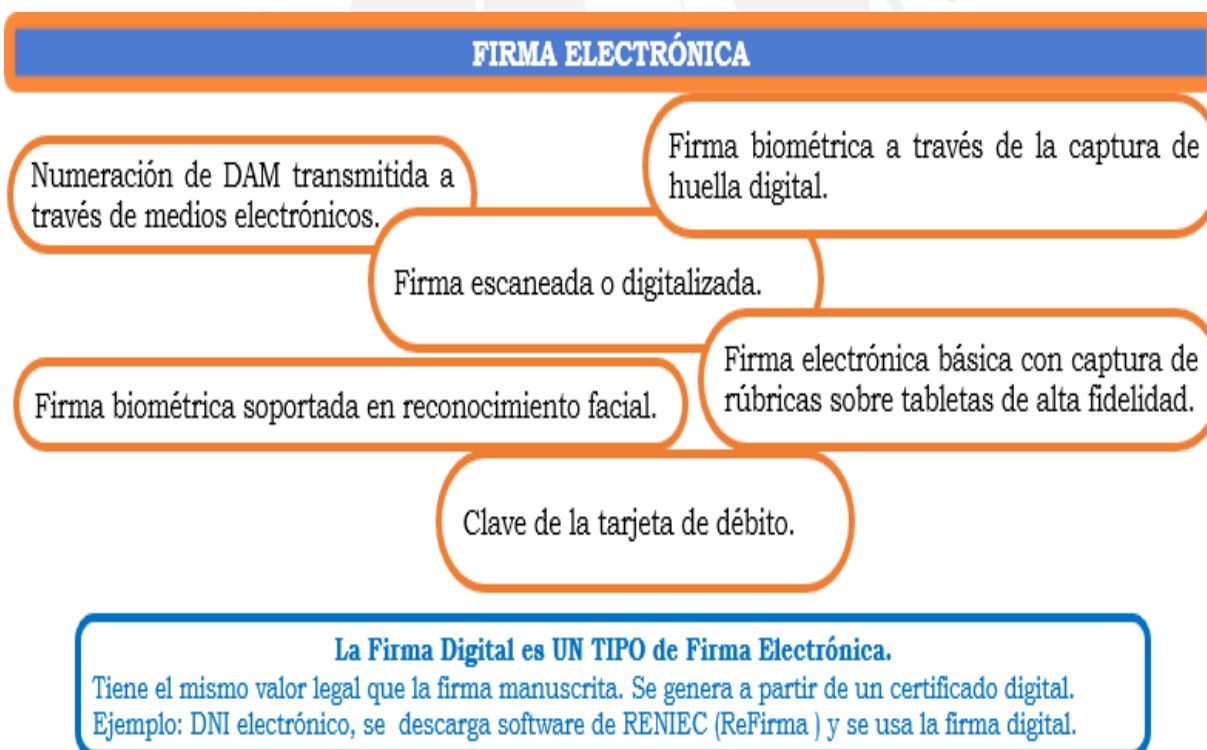 FIRMA ELECTRÓNICA
Numeración de DAM transmitida a
través de medios electrónicos.
Firma biométrica a través de la captura de
huella digital.
Firma escaneada o digitalizada.
Firma electrónica básica con captura de
rúbricas sobre tabletas de alta fidelidad.
Firma biométrica soportada en reconocimiento facial.
Clave de la tarjeta de débito.
La Firma Digital es UN TIPO de Firma Electrónica.
Tiene el mismo valor legal que la firma manuscrita. Se genera a partir de un certificado digital.
Ejemplo: DNI electrónico, se descarga software de RENIEC (ReFirma ) y se usa la firma digital.